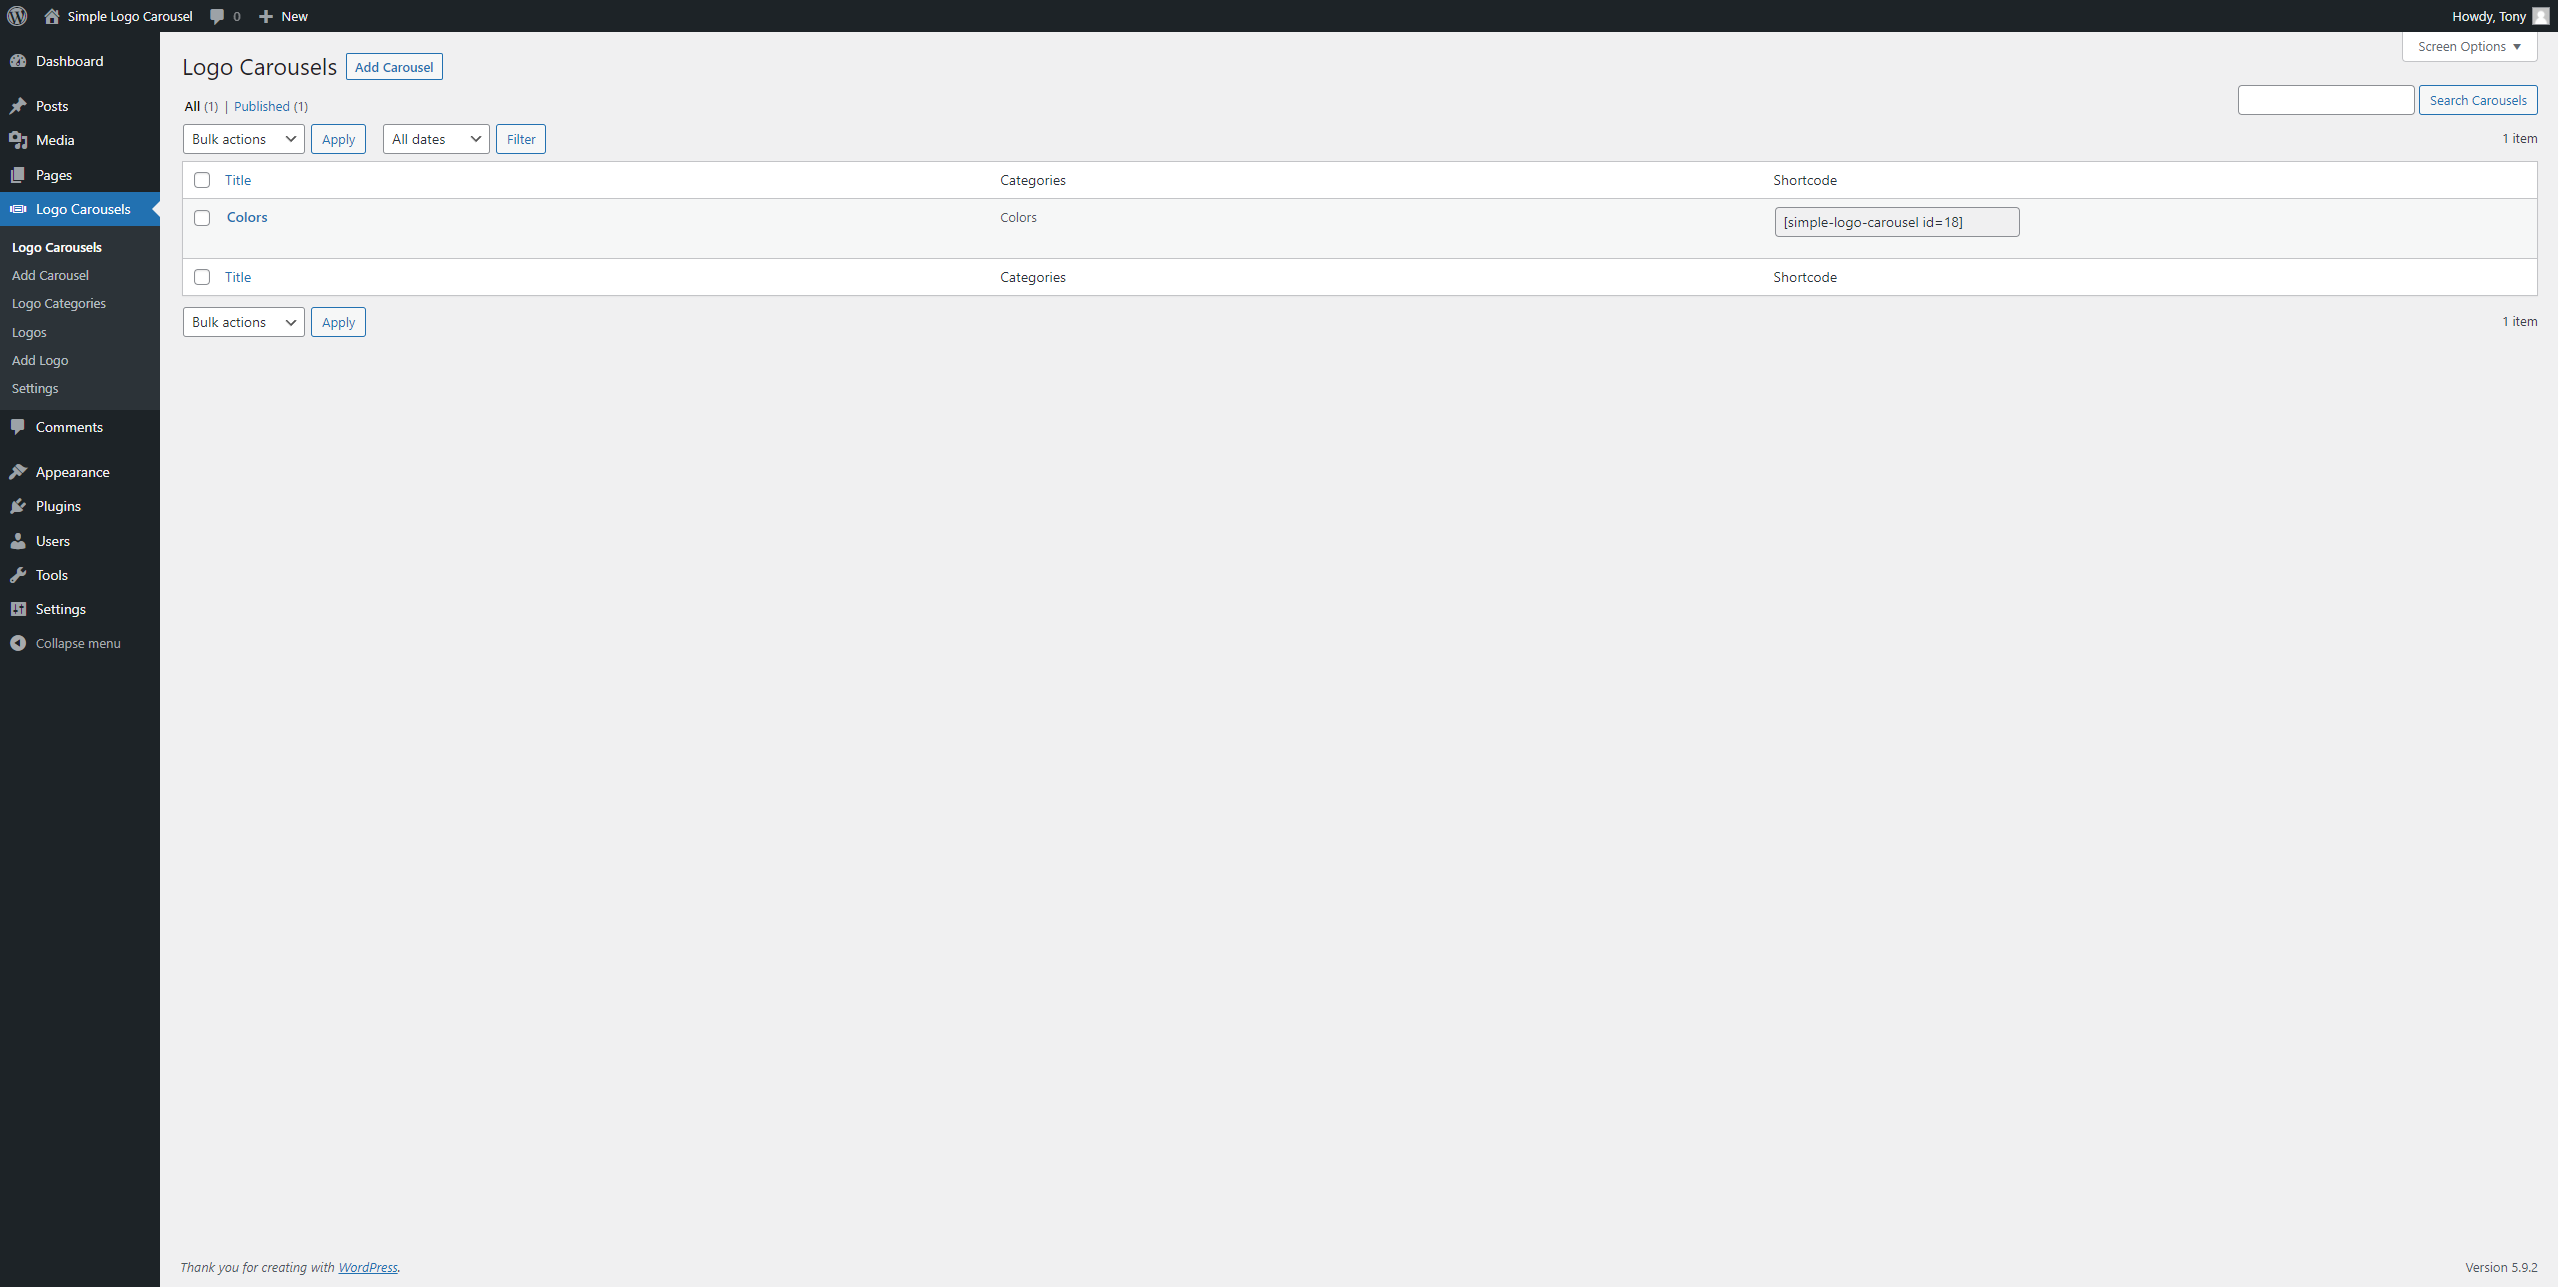 Simple Logo Carousel 0 New Howdy, Tony
Dashboard
Posts
Media
Pages
Logo Carousels
Logo Carousels
Add Carousel
Logo Categories
Logos
Add Logo
Settings
Comments
Appearance
Plugins
Users
Tools
Settings
Collapse menu
Screen Options
Logo Carousels Add Carousel
All (1) | Published (1)
Search Carousels
Bulk actions Apply All dates Filter 1 item
Title Categories Shortcode
Colors Colors [simple-logo-carousel id=18]
Title Categories Shortcode
Bulk actions Apply 1 item
Thank you for creating with WordPress. Version 5.9.2